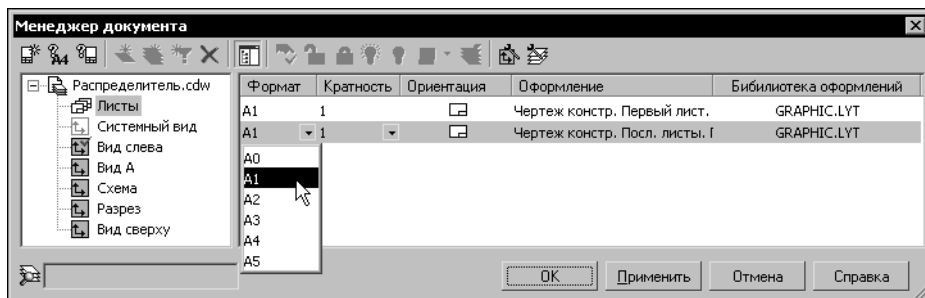 Менеджер документа
Распределитель.cdw
Листы
Системный вид
Вид слева
Вид А
Схема
Разрез
Вид сверху
Формат Кратность Ориентация Оформление Бибилиотека оформлений
А1 1 Чертеж констр. Первый лист. GRAPHIC.LYT
А1 1 Чертеж констр. Посл. листы. GRAPHIC.LYT
А0
А1
А2
А3
А4
А5
ОК Применить Отмена Справка